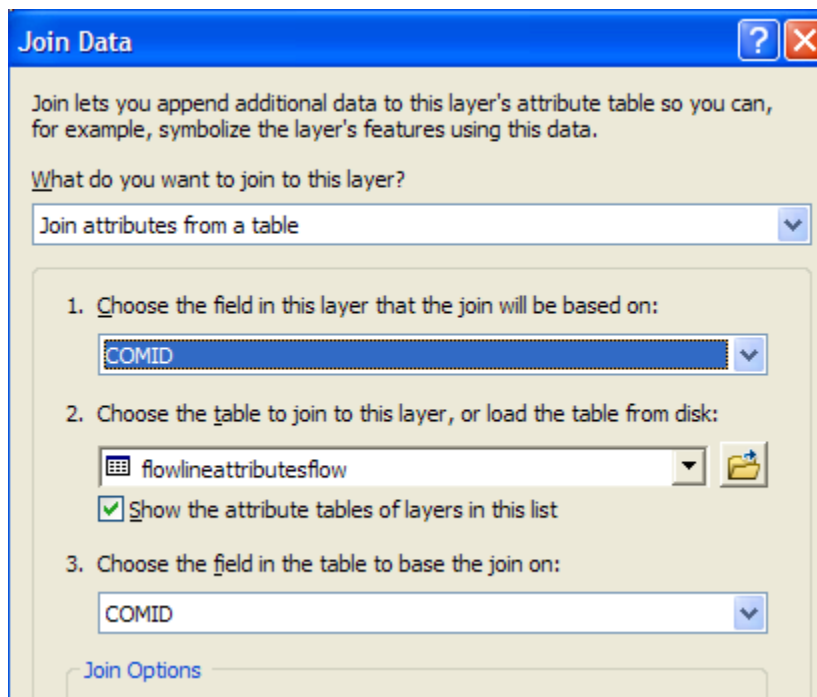 Join Data
Join lets you append additional data to this layer's attribute table so you can,
for example, symbolize the layer's features using this data.
What do you want to join to this layer?
Join attributes from a table
1. Choose the field in this layer that the join will be based on:
COMID
2. Choose the table to join to this layer, or load the table from disk:
flowlineattributesflow
Show the attribute tables of layers in this list
3. Choose the field in the table to base the join on:
COMID
Join Options